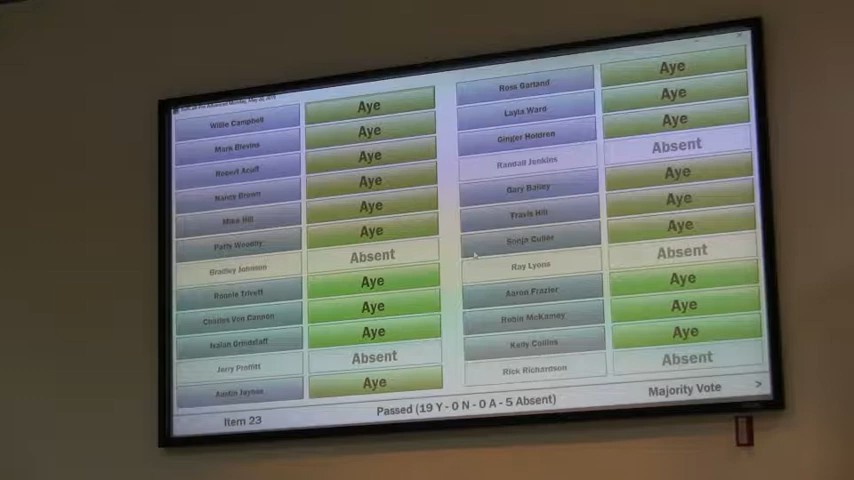 Willie Campbell Aye
Mark Blevins Aye
Robert Acuff Aye
Nancy Brown Aye
Mike Hill Aye
Patty Woodby Aye
Bradley Johnson Absent
Ronnie Trivett Aye
Charles Von Cannon Aye
Isaiah Grindstaff Aye
Jerry Proffitt Absent
Austin Jaynes Aye
Ross Garland Aye
Layla Ward Aye
Ginger Holdren Aye
Randall Jenkins Absent
Gary Bailey Aye
Travis Hill Aye
Sonja Culler Aye
Ray Lyons Absent
Aaron Frazier Aye
Robin McKamey Aye
Kelly Collins Aye
Rick Richardson Absent
Item 23 Passed (19 Y - 0 N - 0 A - 5 Absent) Majority Vote >